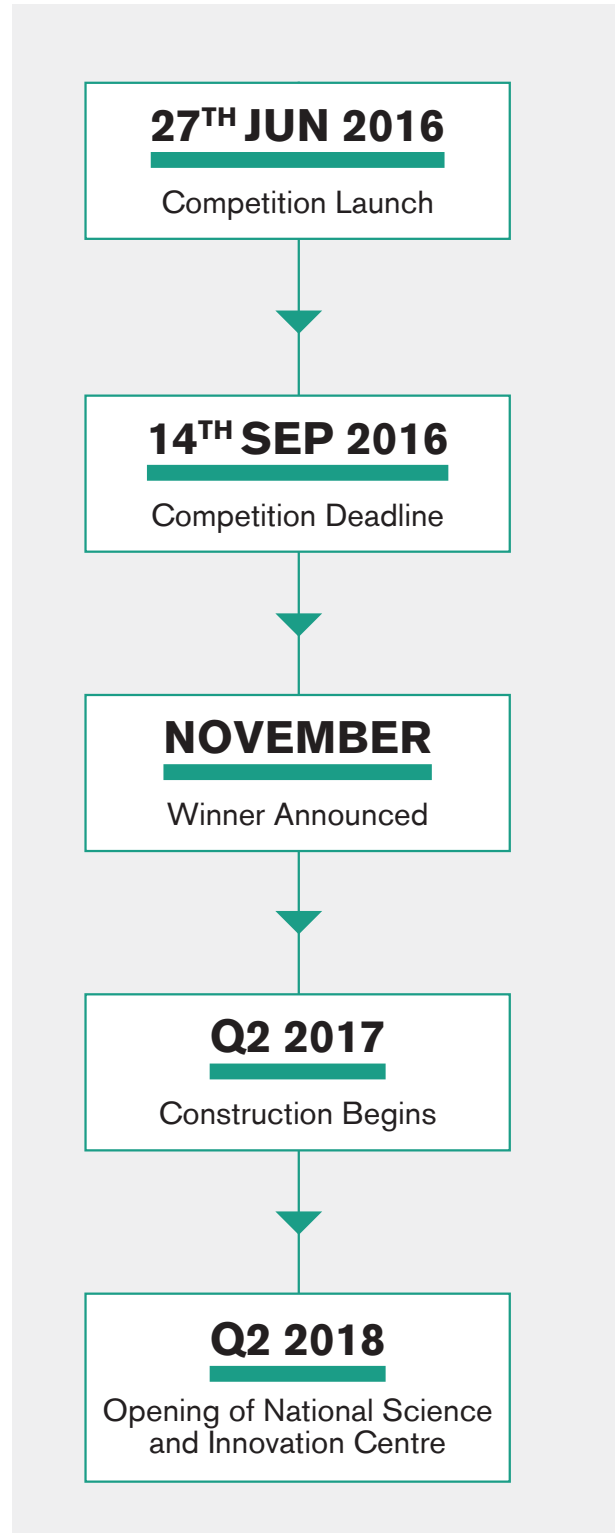 27TH JUN 2016
Competition Launch
14TH SEP 2016
Competition Deadline
NOVEMBER
Winner Announced
Q2 2017
Construction Begins
Q2 2018
Opening of National Science
and Innovation Centre